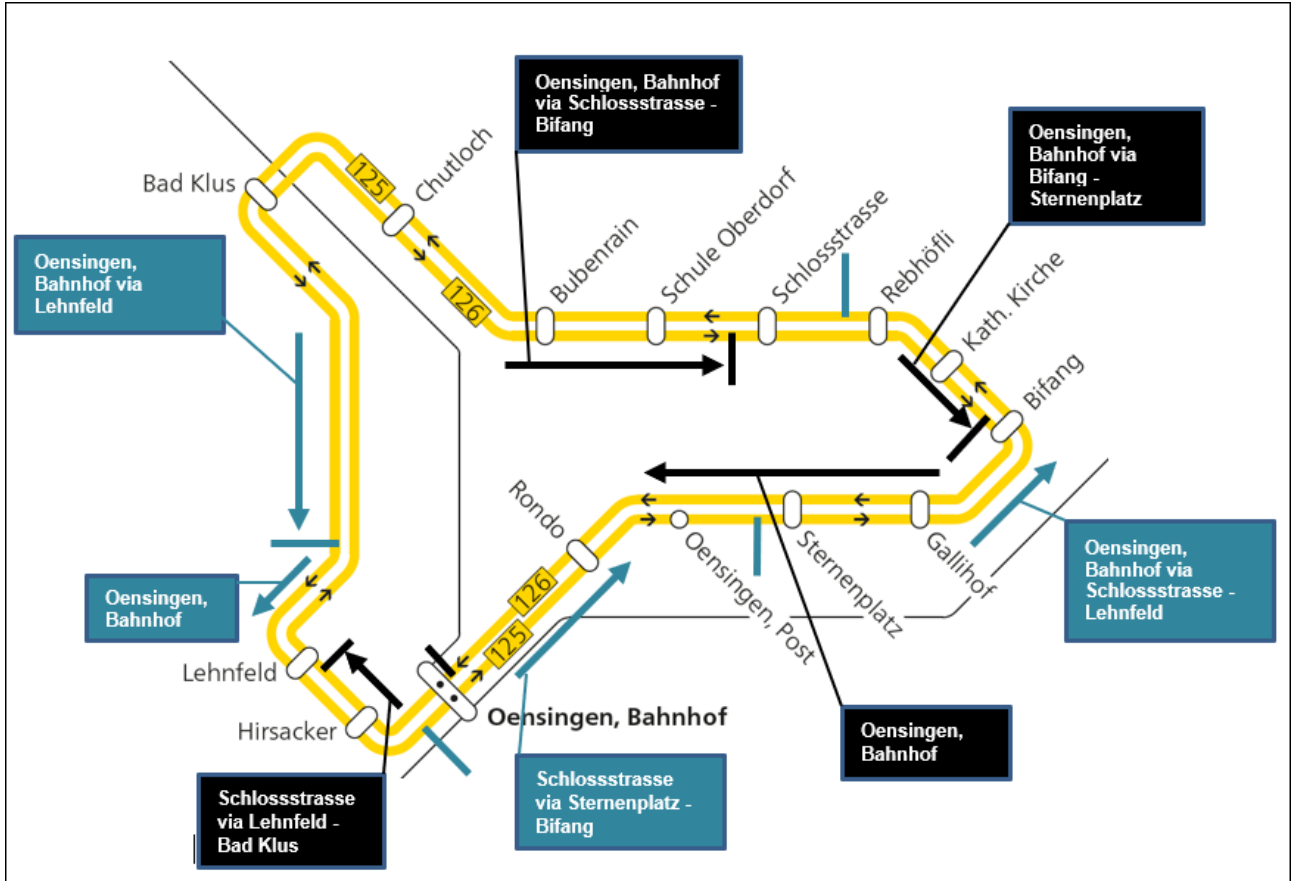 Oensingen, Bahnhof
via Schlossstrasse -
Bifang
Oensingen,
Bahnhof via
Bifang -
Sternenplatz
Bad Klus
125
Chutloch
126
Bubenrain
Schule Oberdorf
Schlossstrasse
Rebhöfli
Kath. Kirche
Bifang
Oensingen,
Bahnhof via
Lehnfeld
Rondo
Oensingen, Post
Sternenplatz
Gallihof
Oensingen,
Bahnhof via
Schlossstrasse -
Lehnfeld
Oensingen,
Bahnhof
126
125
Lehnfeld
Hirsacker
Oensingen, Bahnhof
Oensingen,
Bahnhof
Schlossstrasse
via Lehnfeld -
Bad Klus
Schlossstrasse
via Sternenplatz -
Bifang